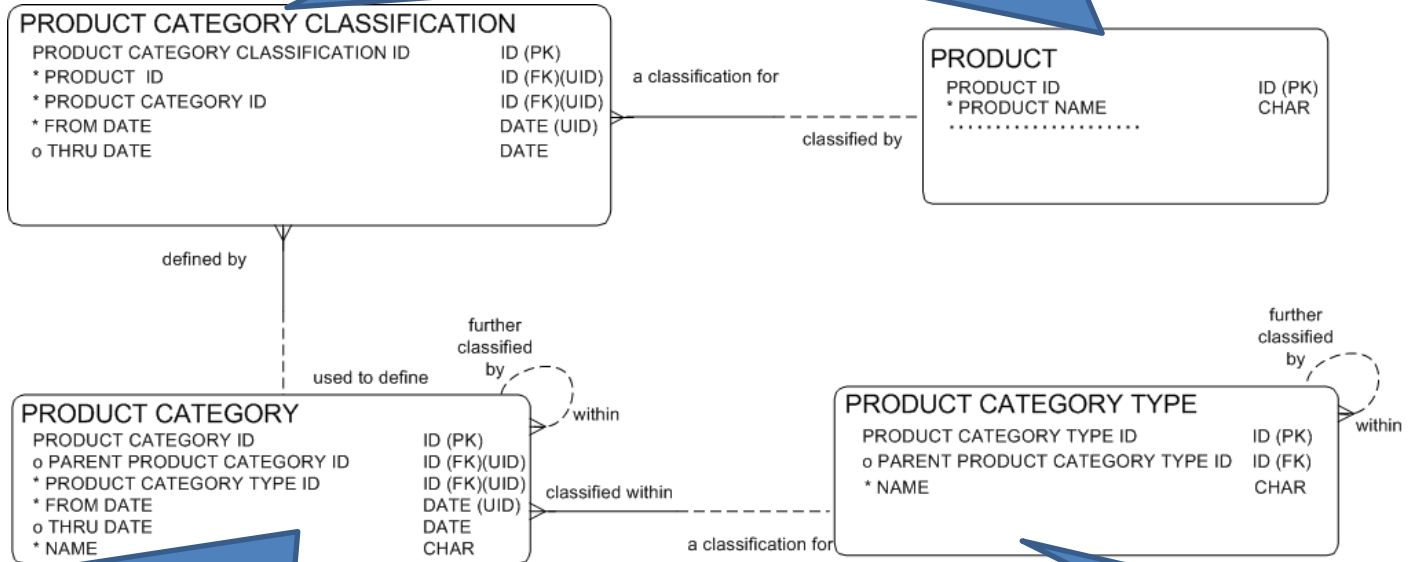 PRODUCT CATEGORY CLASSIFICATION
PRODUCT CATEGORY CLASSIFICATION ID ID (PK)
* PRODUCT ID ID (FK)(UID)
* PRODUCT CATEGORY ID ID (FK)(UID)
* FROM DATE DATE (UID)
o THRU DATE DATE
a classification for
classified by
PRODUCT
PRODUCT ID ID (PK)
* PRODUCT NAME CHAR
defined by
used to define
further
classified
by
within
PRODUCT CATEGORY
PRODUCT CATEGORY ID ID (PK)
o PARENT PRODUCT CATEGORY ID ID (FK)(UID)
* PRODUCT CATEGORY TYPE ID ID (FK)(UID)
* FROM DATE DATE (UID)
o THRU DATE DATE
* NAME CHAR
classified within
a classification for
further
classified
by
within
PRODUCT CATEGORY TYPE
PRODUCT CATEGORY TYPE ID ID (PK)
o PARENT PRODUCT CATEGORY TYPE ID ID (FK)
* NAME CHAR